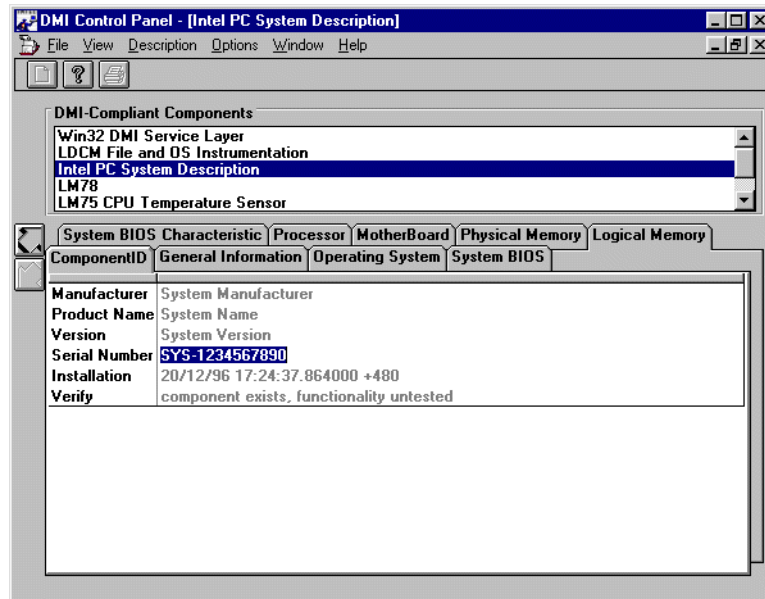 DMI Control Panel - [Intel PC System Description]
File View Description Options Window Help
DMI-Compliant Components
Win32 DMI Service Layer
LDCM File and OS Instrumentation
Intel PC System Description
LM78
LM75 CPU Temperature Sensor
System BIOS Characteristic Processor MotherBoard Physical Memory Logical Memory
ComponentID General Information Operating System System BIOS
Manufacturer System Manufacturer
Product Name System Name
Version System Version
Serial Number SYS-1234567890
Installation 20/12/96 17:24:37.864000 +480
Verify component exists, functionality untested